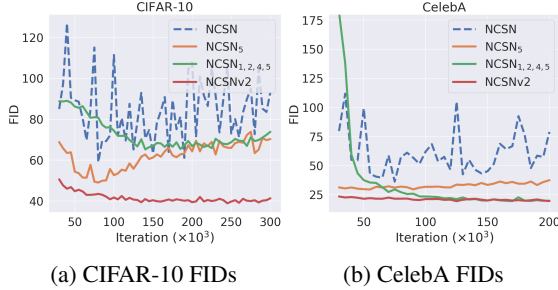 CIFAR-10
FID
120
100
80
60
40
50
100
150
200
250
300
Iteration (×10³)
NCSN
NCSN₅
NCSN₁,₂,₄,₅
NCSNv2
(a) CIFAR-10 FIDs
CelebA
175
150
125
100
75
50
25
50
100
150
200
Iteration (×10³)
NCSN
NCSN₅
NCSN₁,₂,₄,₅
NCSNv2
(b) CelebA FIDs